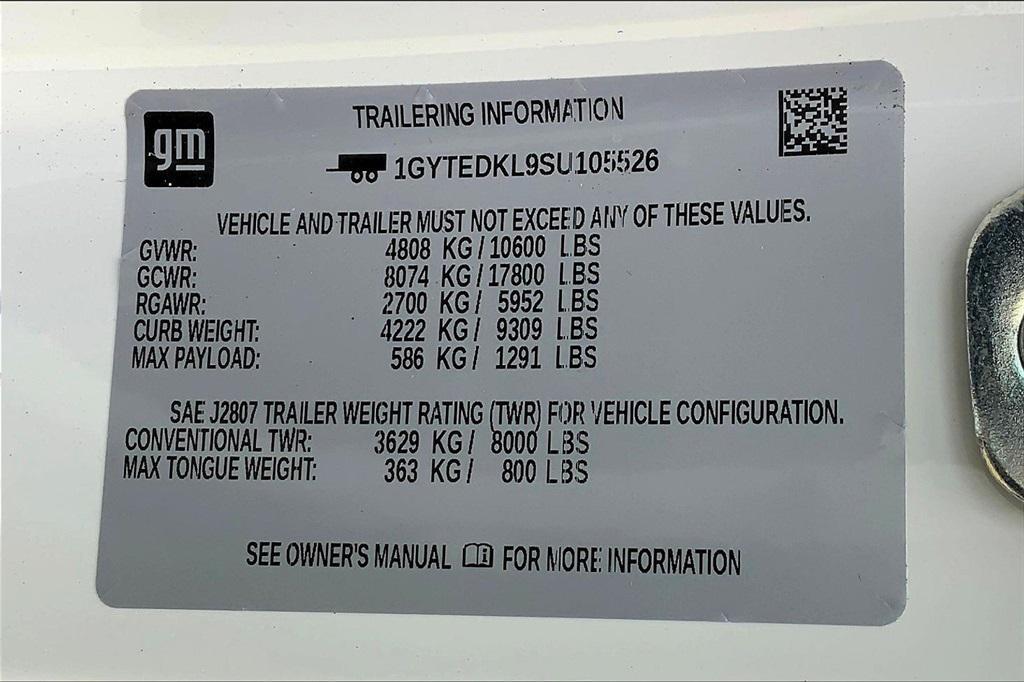 gm
TRAILERING INFORMATION
1GYTEDKL9SU105526
VEHICLE AND TRAILER MUST NOT EXCEED ANY OF THESE VALUES.
GVWR: 4808 KG/10600 LBS
GCWR: 8074 KG/17800 LBS
RGAWR: 2700 KG/ 5952 LBS
CURB WEIGHT: 4222 KG/ 9309 LBS
MAX PAYLOAD: 586 KG/ 1291 LBS
SAE J2807 TRAILER WEIGHT RATING (TWR) FOR VEHICLE CONFIGURATION.
CONVENTIONAL TWR: 3629 KG/ 8000 LBS
MAX TONGUE WEIGHT: 363 KG/ 800 LBS
SEE OWNER'S MANUAL FOR MORE INFORMATION